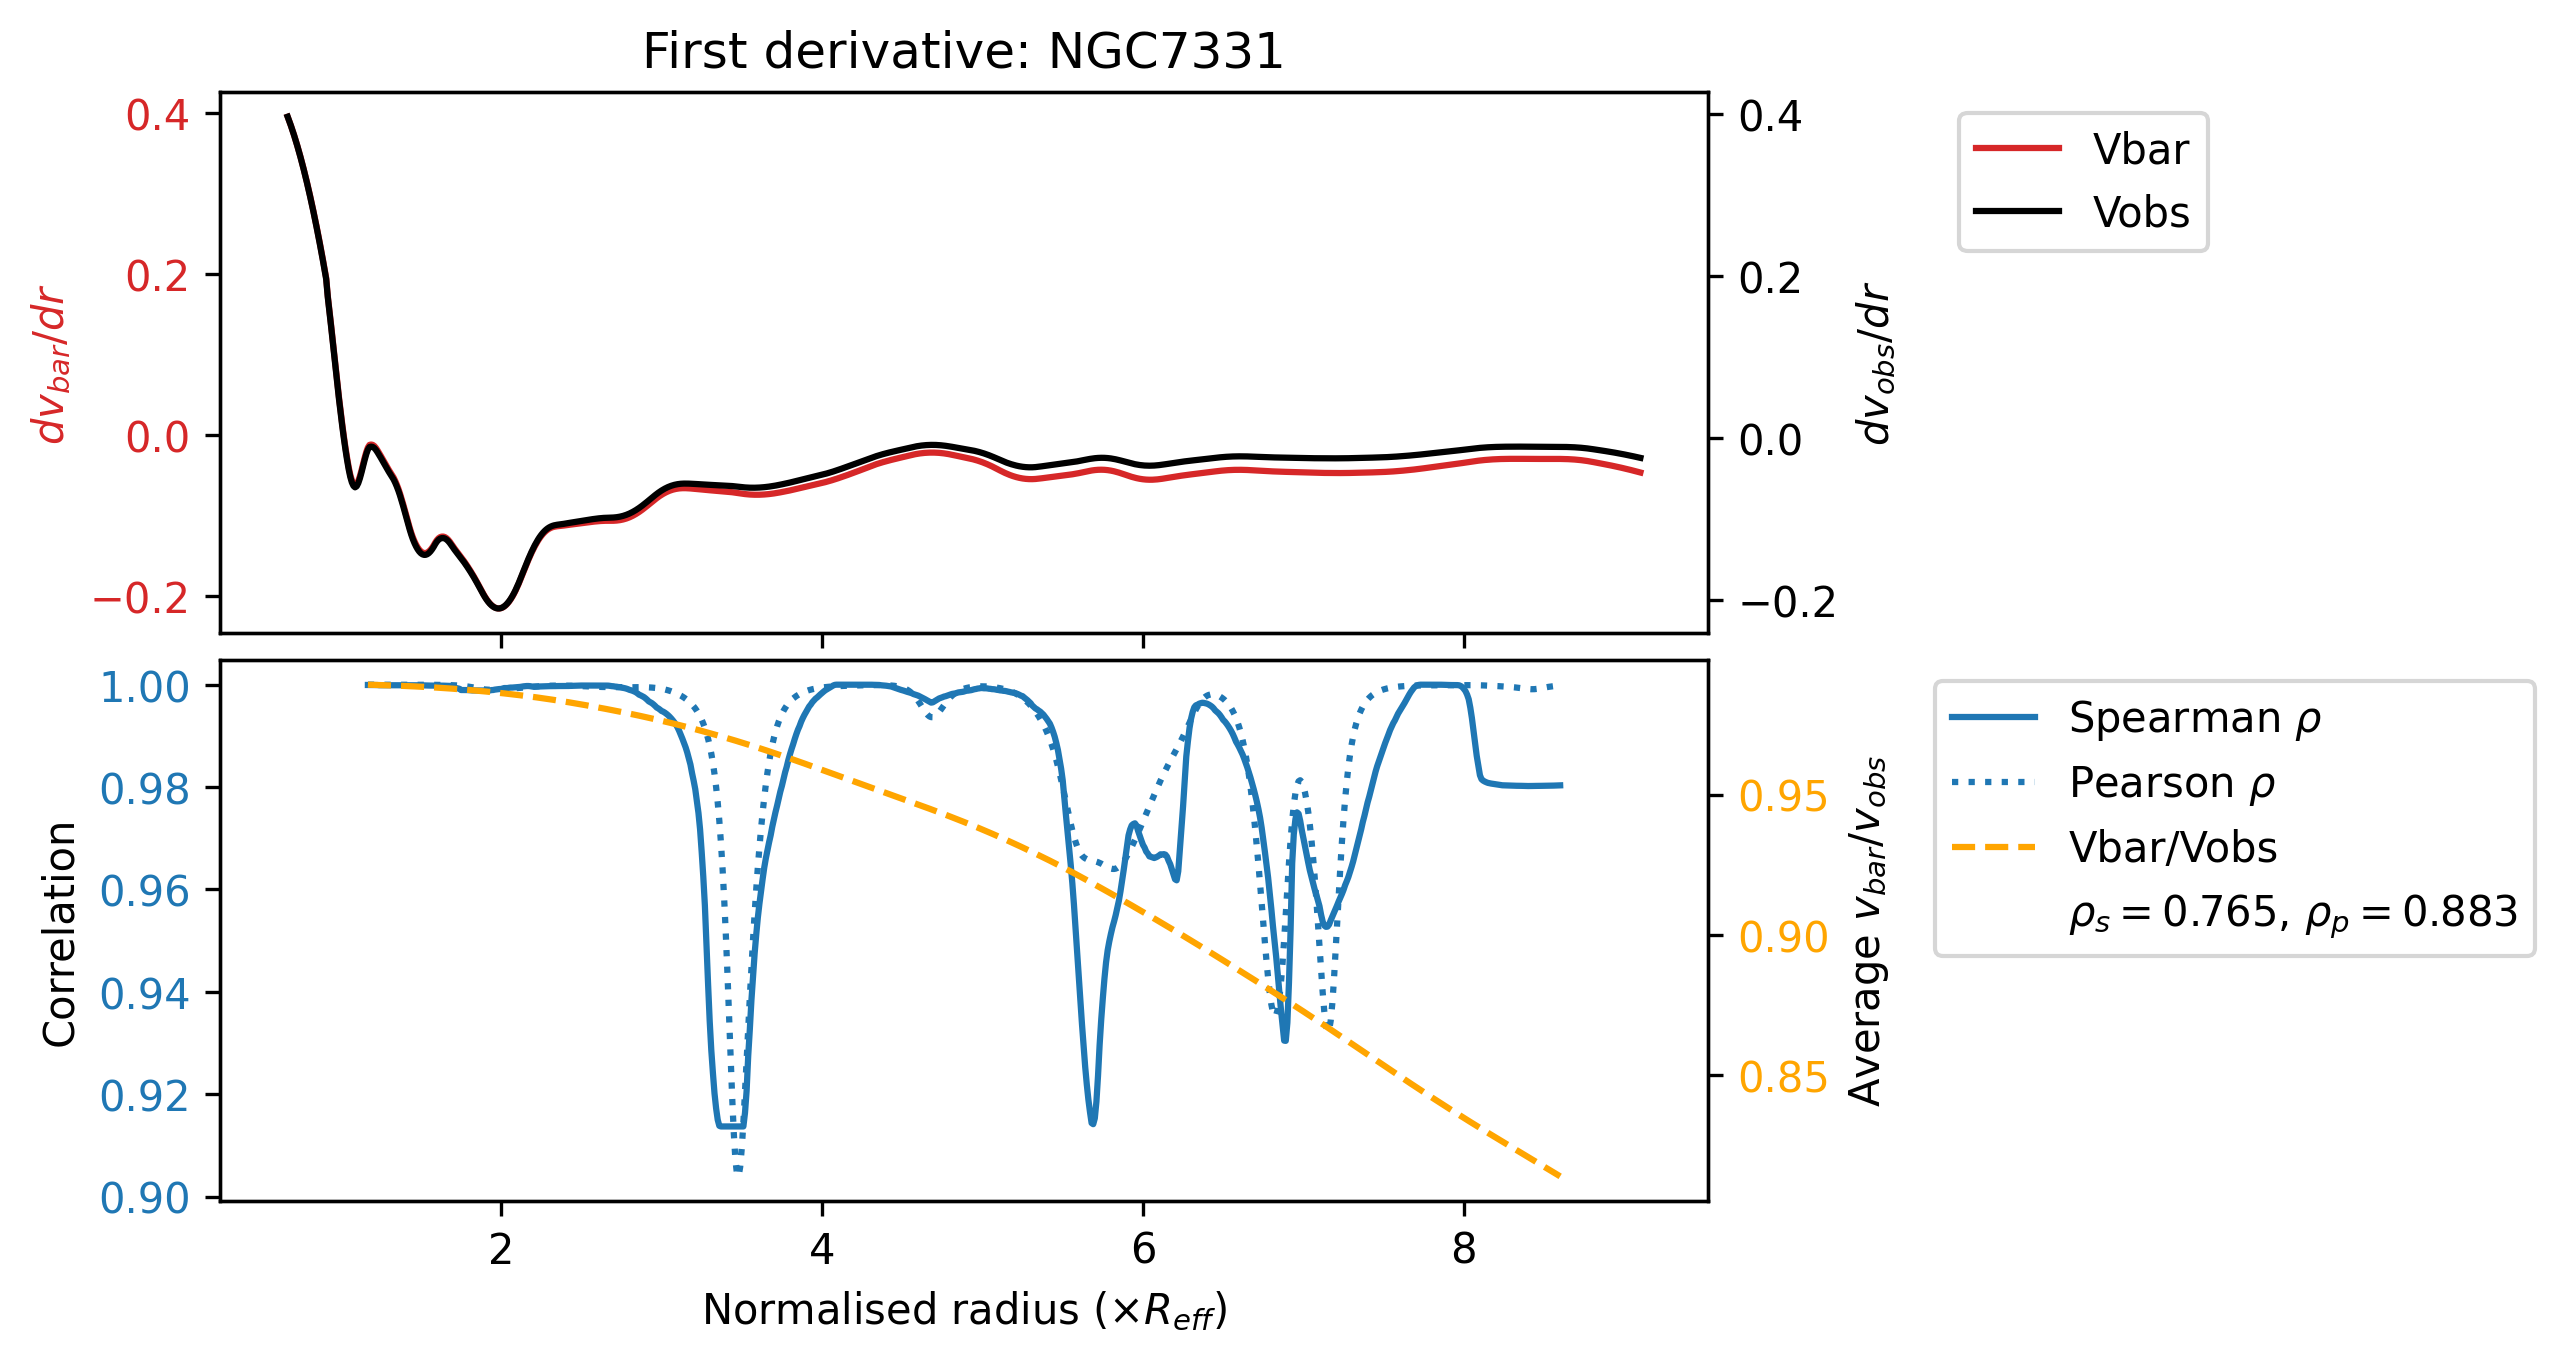 First derivative: NGC7331
0.4
0.2
0.0
−0.2
dv_bar/dr
0.4
0.2
0.0
−0.2
dv_obs/dr
Vbar
Vobs
1.00
0.98
0.96
0.94
0.92
0.90
Correlation
0.95
0.90
0.85
Average v_bar/v_obs
Spearman ρ
Pearson ρ
Vbar/Vobs
ρ_s = 0.765, ρ_p = 0.883
2 4 6 8
Normalised radius (×R_eff)